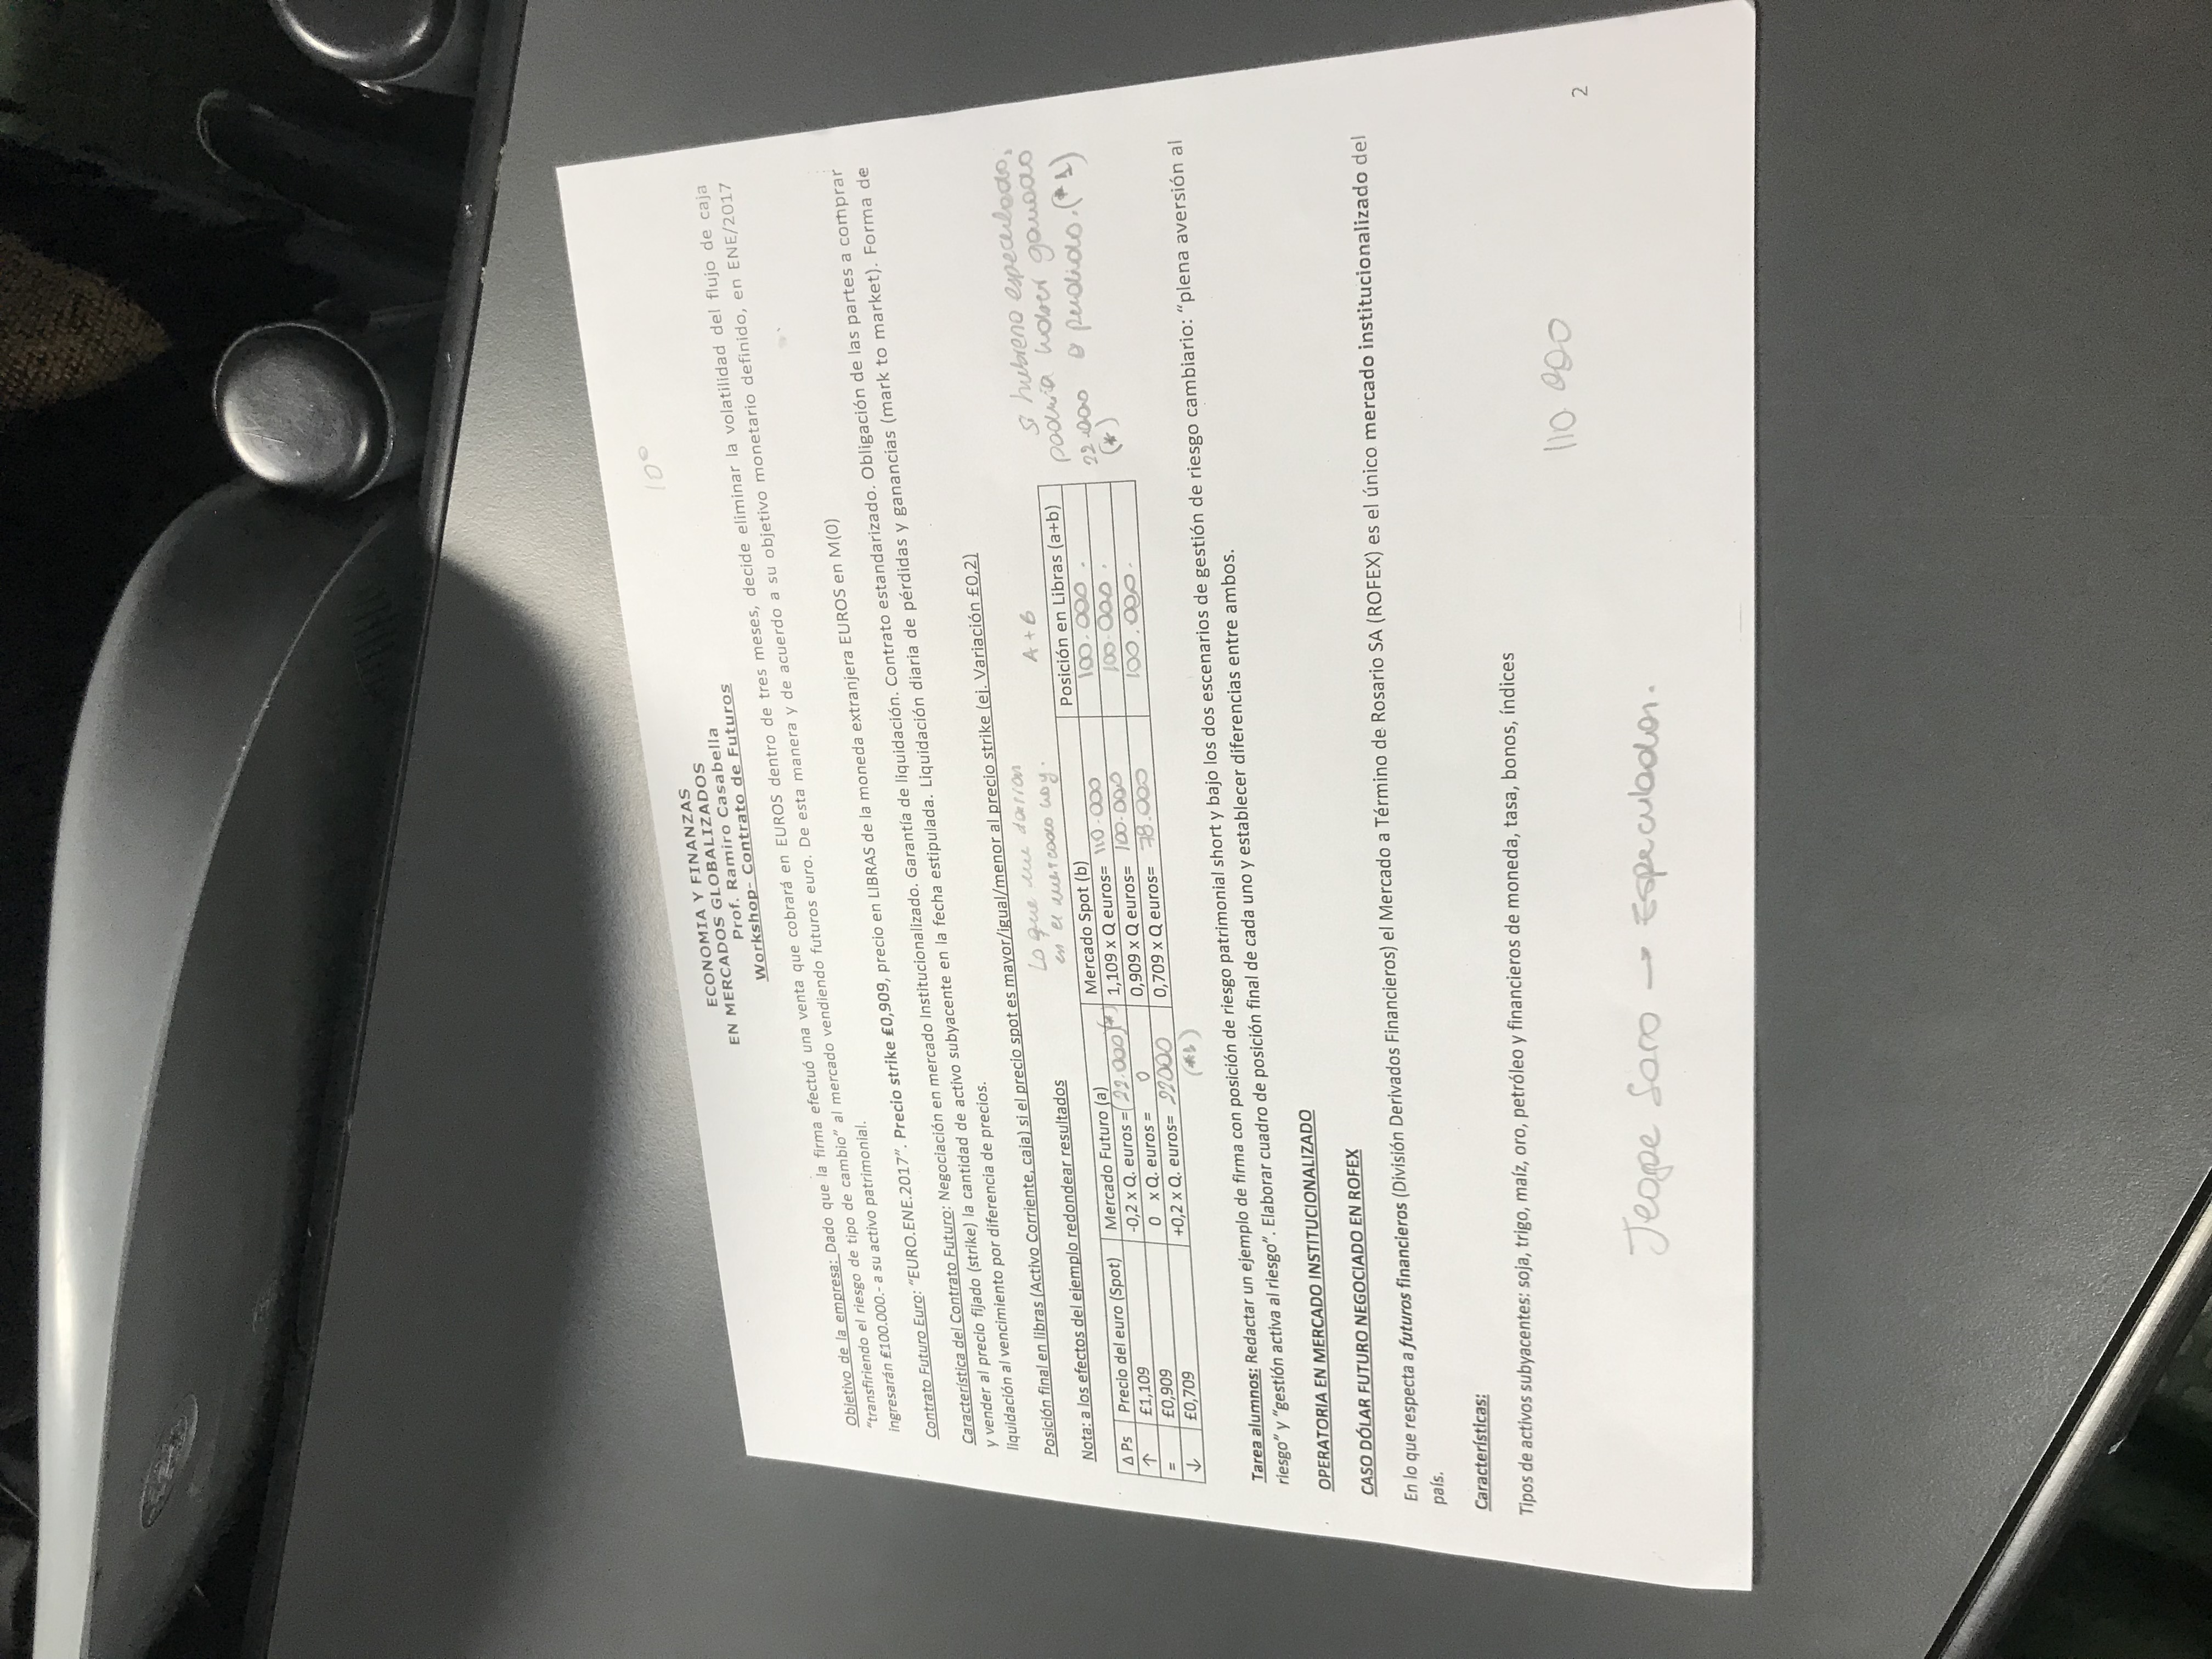 10°
ECONOMIA Y FINANZAS
EN MERCADOS GLOBALIZADOS
Prof. Ramiro Casabella
Workshop- Contrato de Futuros
Objetivo de la empresa: Dado que la firma efectuó una venta que cobrará en EUROS dentro de tres meses, decide eliminar la volatilidad del flujo de caja
"transfiriendo el riesgo de tipo de cambio" al mercado vendiendo futuros euro. De esta manera y de acuerdo a su objetivo monetario definido, en ENE/2017
ingresarán £100.000.- a su activo patrimonial.
Contrato Futuro Euro: "EURO.ENE.2017". Precio strike £0,909, precio en LIBRAS de la moneda extranjera EUROS en M(0)
Característica del Contrato Futuro: Negociación en mercado Institucionalizado. Garantía de liquidación. Contrato estandarizado. Obligación de las partes a comprar
y vender al precio fijado (strike) la cantidad de activo subyacente en la fecha estipulada. Liquidación diaria de pérdidas y ganancias (mark to market). Forma de
liquidación al vencimiento por diferencia de precios.
Posición final en libras (Activo Corriente, caja) si el precio spot es mayor/igual/menor al precio strike (ej. Variación £0,2)
Lo que me darían
en el mercado hoy.
A + B
Nota: a los efectos del ejemplo redondear resultados
Δ Ps Precio del euro (Spot) Mercado Futuro (a) Mercado Spot (b) Posición en Libras (a+b)
↑ £1,109 -0,2 x Q. euros = (22.000)(*) 1,109 x Q euros= 110.000 100.000.
= £0,909 0 x Q. euros = 0 0,909 x Q euros= 100.000 100.000.
↓ £0,709 +0,2 x Q. euros= 22000 0,709 x Q euros= 78.000 100.000.
(*1)
Si hubieno especulado,
podria haber ganado
22.000 o perdido. (*1)
(*)
Tarea alumnos: Redactar un ejemplo de firma con posición de riesgo patrimonial short y bajo los dos escenarios de gestión de riesgo cambiario: "plena aversión al
riesgo" y "gestión activa al riesgo". Elaborar cuadro de posición final de cada uno y establecer diferencias entre ambos.
OPERATORIA EN MERCADO INSTITUCIONALIZADO
CASO DÓLAR FUTURO NEGOCIADO EN ROFEX
En lo que respecta a futuros financieros (División Derivados Financieros) el Mercado a Término de Rosario SA (ROFEX) es el único mercado institucionalizado del
país.
Características:
Tipos de activos subyacentes: soja, trigo, maíz, oro, petróleo y financieros de moneda, tasa, bonos, índices
110 000
2
Soro → Especulador.